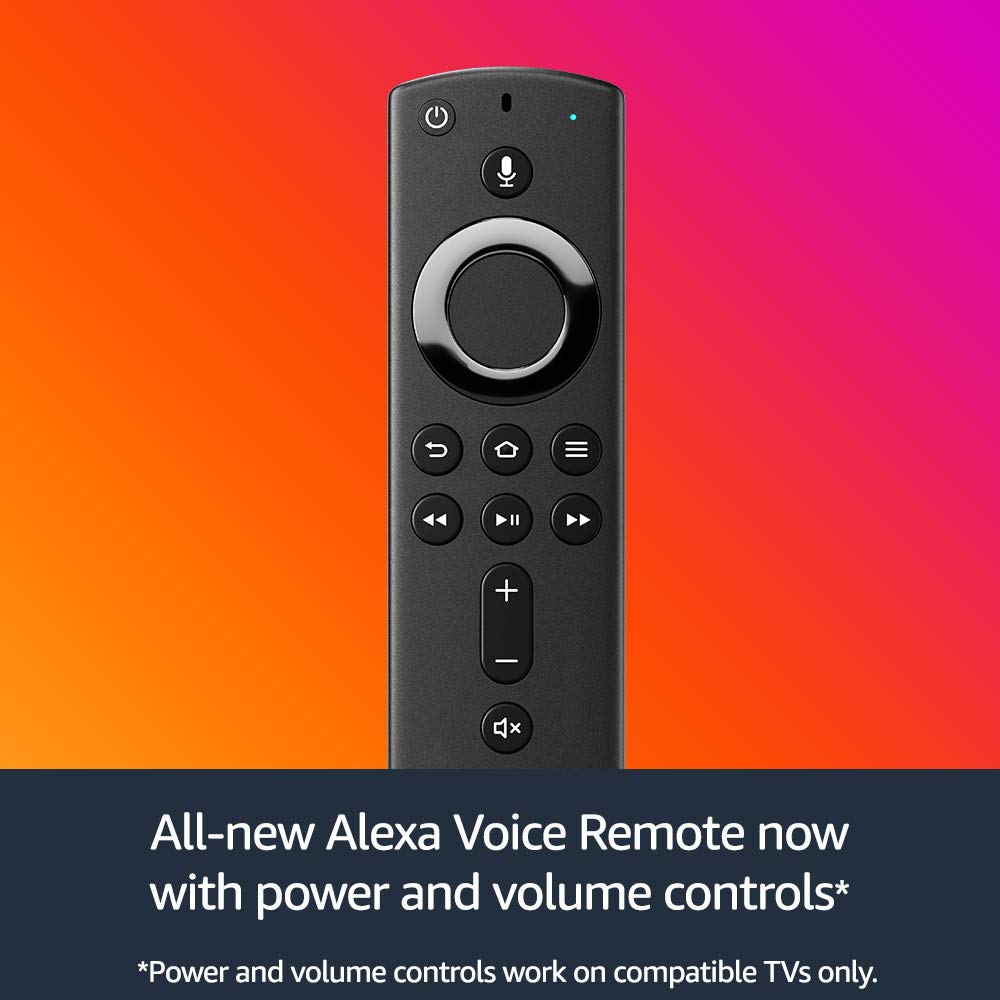 All-new Alexa Voice Remote now
with power and volume controls*
*Power and volume controls work on compatible TVs only.